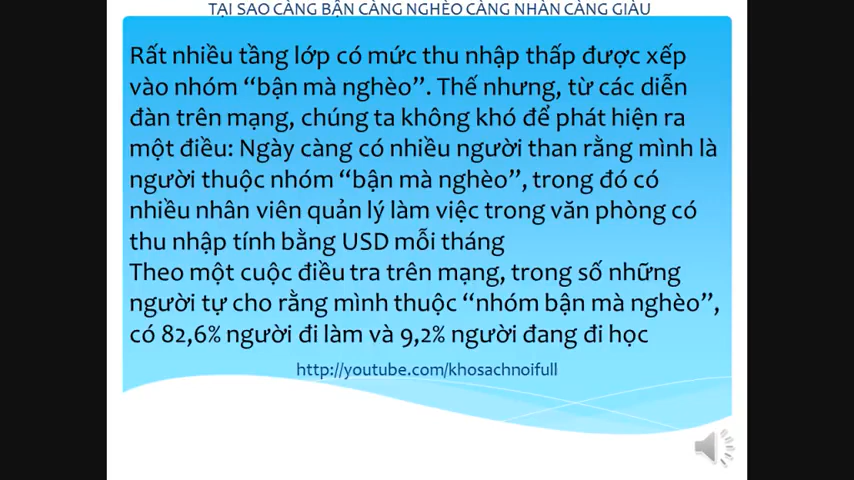 TẠI SAO CÀNG BẬN CÀNG NGHÈO CÀNG NHÀN CÀNG GIÀU
Rất nhiều tầng lớp có mức thu nhập thấp được xếp
vào nhóm “bận mà nghèo”. Thế nhưng, từ các diễn
đàn trên mạng, chúng ta không khó để phát hiện ra
một điều: Ngày càng có nhiều người than rằng mình là
người thuộc nhóm “bận mà nghèo”, trong đó có
nhiều nhân viên quản lý làm việc trong văn phòng có
thu nhập tính bằng USD mỗi tháng
Theo một cuộc điều tra trên mạng, trong số những
người tự cho rằng mình thuộc “nhóm bận mà nghèo”,
có 82,6% người đi làm và 9,2% người đang đi học
http://youtube.com/khosachnoifull